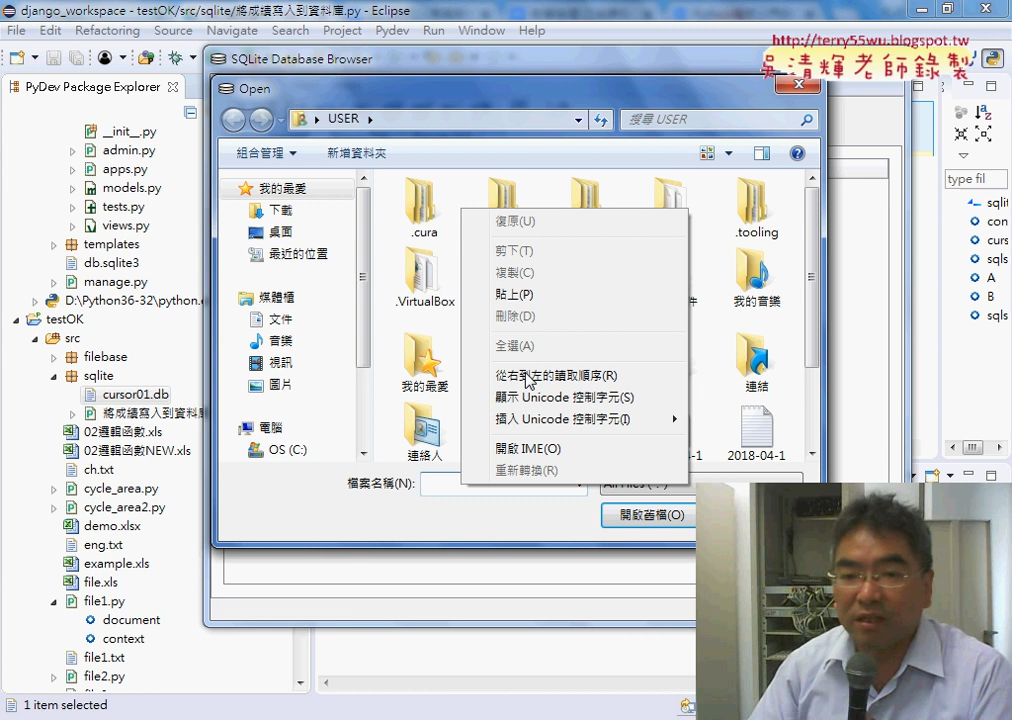 django_workspace - testOK/src/sqlite/將成績寫入到資料庫.py - Eclipse
File Edit Refactoring Source Navigate Search Project Pydev Run Window Help
http://terry55wu.blogspot.tw
吳清輝老師錄製
PyDev Package Explorer
__init__.py
admin.py
apps.py
models.py
tests.py
views.py
templates
db.sqlite3
manage.py
D:\Python36-32\python.e
testOK
src
filebase
sqlite
cursor01.db
將成績寫入到資料庫
02邏輯函數.xls
02邏輯函數NEW.xls
ch.txt
cycle_area.py
cycle_area2.py
demo.xlsx
eng.txt
example.xls
file.xls
file1.py
document
context
file1.txt
file2.py
1 item selected
SQLite Database Browser
Open
USER
搜尋 USER
組合管理
新增資料夾
我的最愛
下載
桌面
最近的位置
媒體櫃
文件
音樂
視訊
圖片
電腦
OS (C:)
.cura
.tooling
.VirtualBox
件
我的音樂
我的最愛
連結
連絡人
-1
2018-04-1
復原(U)
剪下(T)
複製(C)
貼上(P)
刪除(D)
全選(A)
從右到左的讀取順序(R)
顯示 Unicode 控制字元(S)
插入 Unicode 控制字元(I)
開啟 IME(O)
重新轉換(R)
檔案名稱(N):
All Files (*.*)
開啟舊檔(O)
type fil
sqlit
con
curs
sqls
A
B
sqls